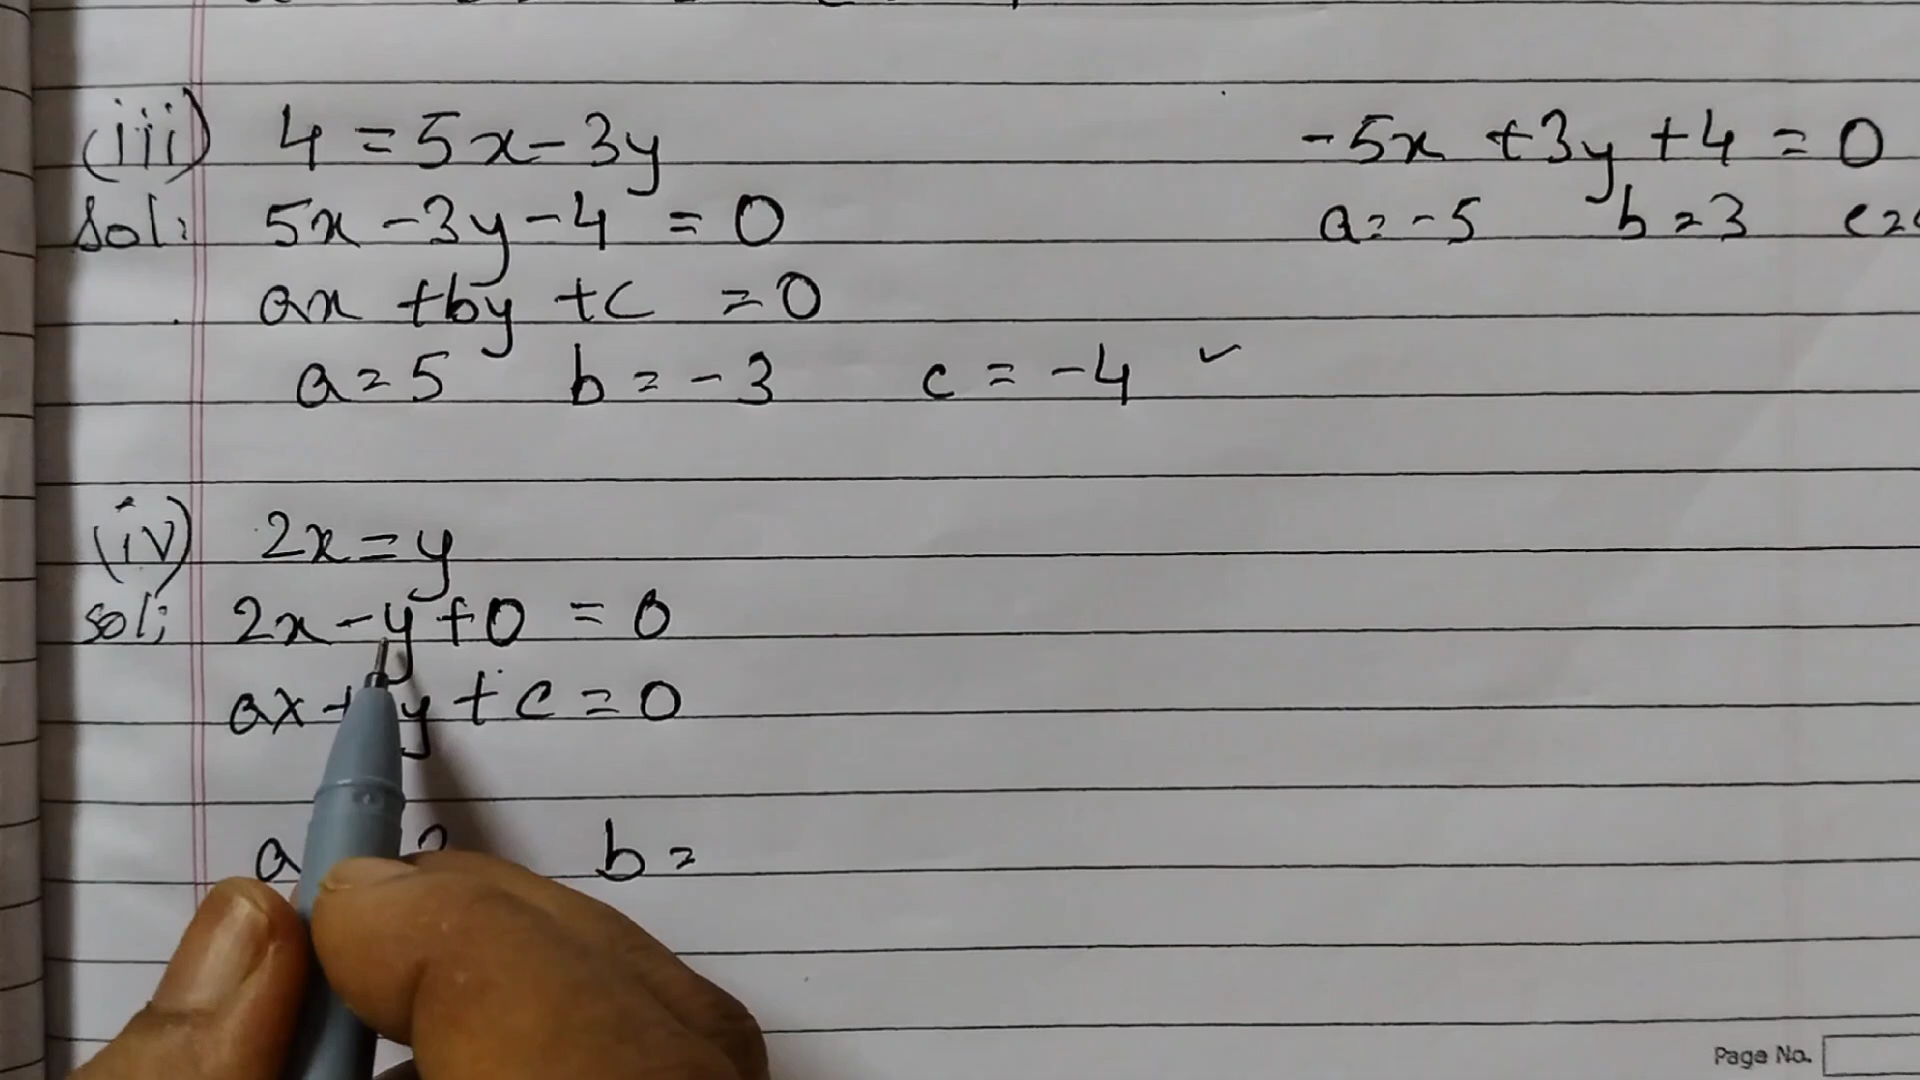 (iii) 4 = 5x - 3y
-5x + 3y + 4 = 0
Sol: 5x - 3y - 4 = 0
a = -5 b = 3 c =
ax + by + c = 0
a = 5 b = -3 c = -4 ✓
(iv) 2x = y
Sol; 2x - y + 0 = 0
ax + y + c = 0
a b =
Page No.